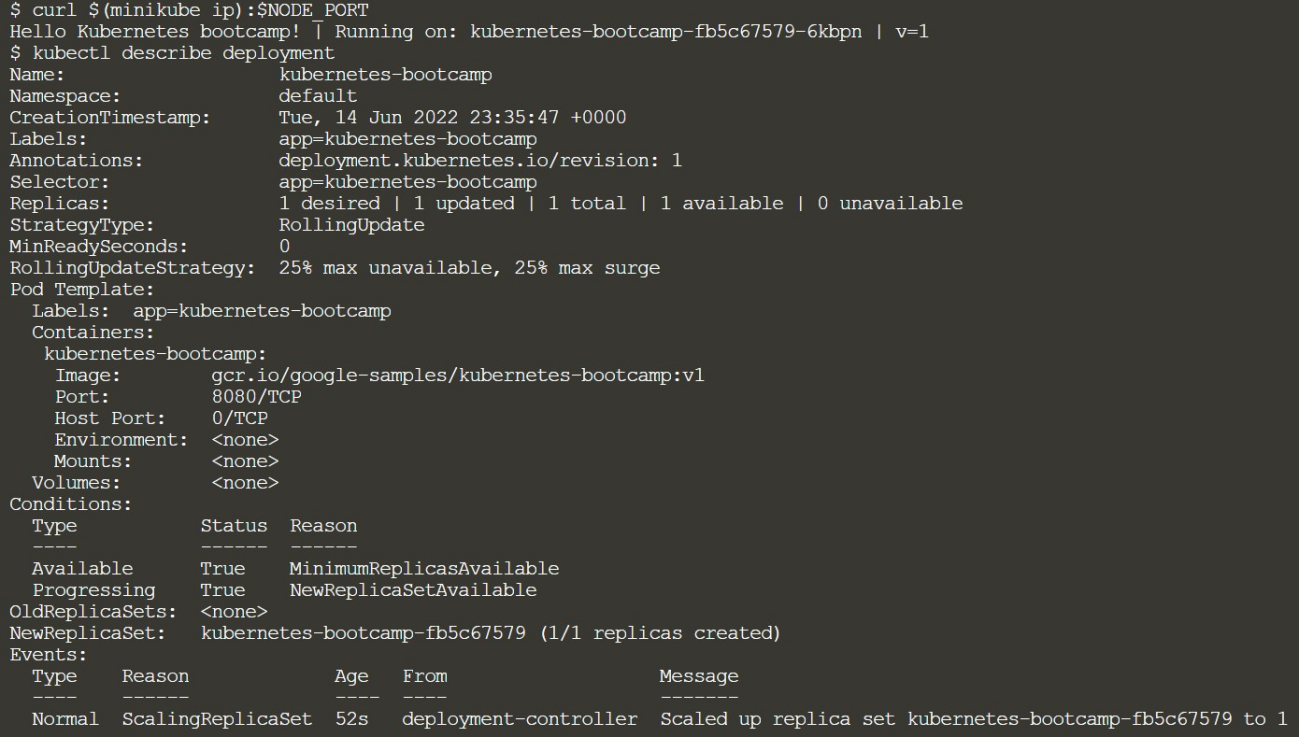 $ curl $(minikube ip):$NODE_PORT
Hello Kubernetes bootcamp! | Running on: kubernetes-bootcamp-fb5c67579-6kbpn | v=1
$ kubectl describe deployment
Name:                   kubernetes-bootcamp
Namespace:              default
CreationTimestamp:      Tue, 14 Jun 2022 23:35:47 +0000
Labels:                 app=kubernetes-bootcamp
Annotations:            deployment.kubernetes.io/revision: 1
Selector:               app=kubernetes-bootcamp
Replicas:               1 desired | 1 updated | 1 total | 1 available | 0 unavailable
StrategyType:           RollingUpdate
MinReadySeconds:        0
RollingUpdateStrategy:  25% max unavailable, 25% max surge
Pod Template:
  Labels:  app=kubernetes-bootcamp
  Containers:
   kubernetes-bootcamp:
    Image:        gcr.io/google-samples/kubernetes-bootcamp:v1
    Port:         8080/TCP
    Host Port:    0/TCP
    Environment:  <none>
    Mounts:       <none>
  Volumes:        <none>
Conditions:
  Type           Status  Reason
  ----           ------  ------
  Available      True    MinimumReplicasAvailable
  Progressing    True    NewReplicaSetAvailable
OldReplicaSets:  <none>
NewReplicaSet:   kubernetes-bootcamp-fb5c67579 (1/1 replicas created)
Events:
  Type    Reason             Age   From                   Message
  ----    ------             ----  ----                   -------
  Normal  ScalingReplicaSet  52s   deployment-controller  Scaled up replica set kubernetes-bootcamp-fb5c67579 to 1